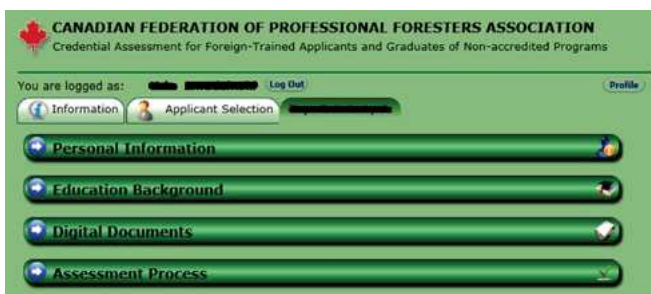 CANADIAN FEDERATION OF PROFESSIONAL FORESTERS ASSOCIATION
Credential Assessment for Foreign-Trained Applicants and Graduates of Non-accredited Programs
You are logged as: Log Out Profile
Information Applicant Selection
Personal Information
Education Background
Digital Documents
Assessment Process